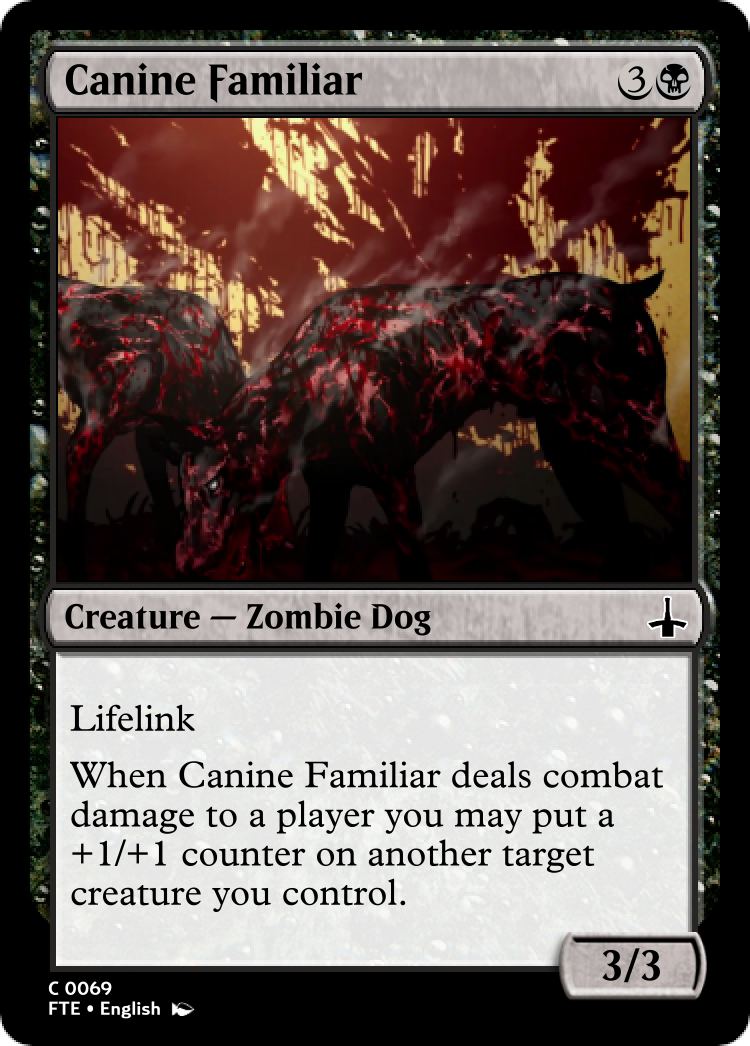 Canine Familiar 3
Creature — Zombie Dog
Lifelink
When Canine Familiar deals combat
damage to a player you may put a
+1/+1 counter on another target
creature you control.
3/3
C 0069
FTE • English